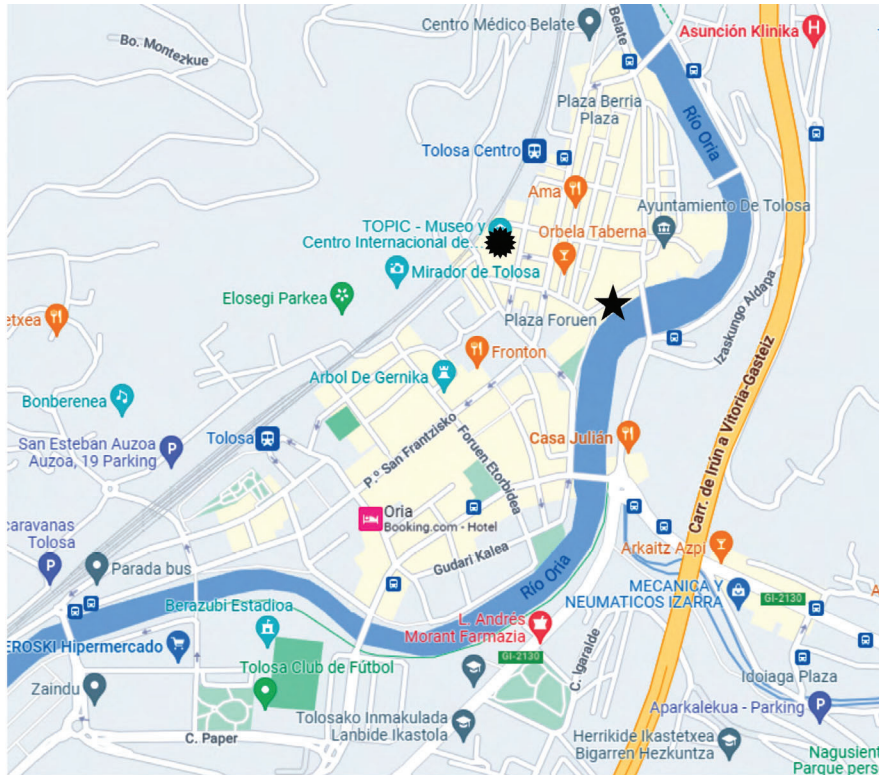 Centro Médico Belate
Belate
Asunción Klinika
H
Bo. Montezkue
Plaza Berria
Plaza
Río Oria
Tolosa Centro
Ama
TOPIC - Museo y
Centro Internacional de...
Ayuntamiento De Tolosa
Orbela Taberna
Mirador de Tolosa
Elosegi Parkea
Plaza Foruen
Izaskungo Aldapa
etxea
Fronton
Arbol De Gernika
Carr. de Irún a Vitoria-Gasteiz
Bonberenea
San Esteban Auzoa
Auzoa, 19 Parking
P
Tolosa
P.º San Frantzisko
Foruen Etorbidea
Casa Julián
Oria
Booking.com - Hotel
caravanas
Tolosa
P
Gudari Kalea
Río Oria
Arkaitz Azpi
Parada bus
MECANICA Y
NEUMATICOS IZARRA
GI-2130
A
Berazubi Estadioa
L. Andrés
Morant Farmazia
EROSKI Hipermercado
GI-2130
C. Igaralde
Idoiaga Plaza
Zaindu
Tolosa Club de Fútbol
Aparkalekua - Parking
P
Tolosako Inmakulada
Lanbide Ikastola
C. Paper
Herrikide Ikastetxea
Bigarren Hezkuntza
Nagusient
Parque pers